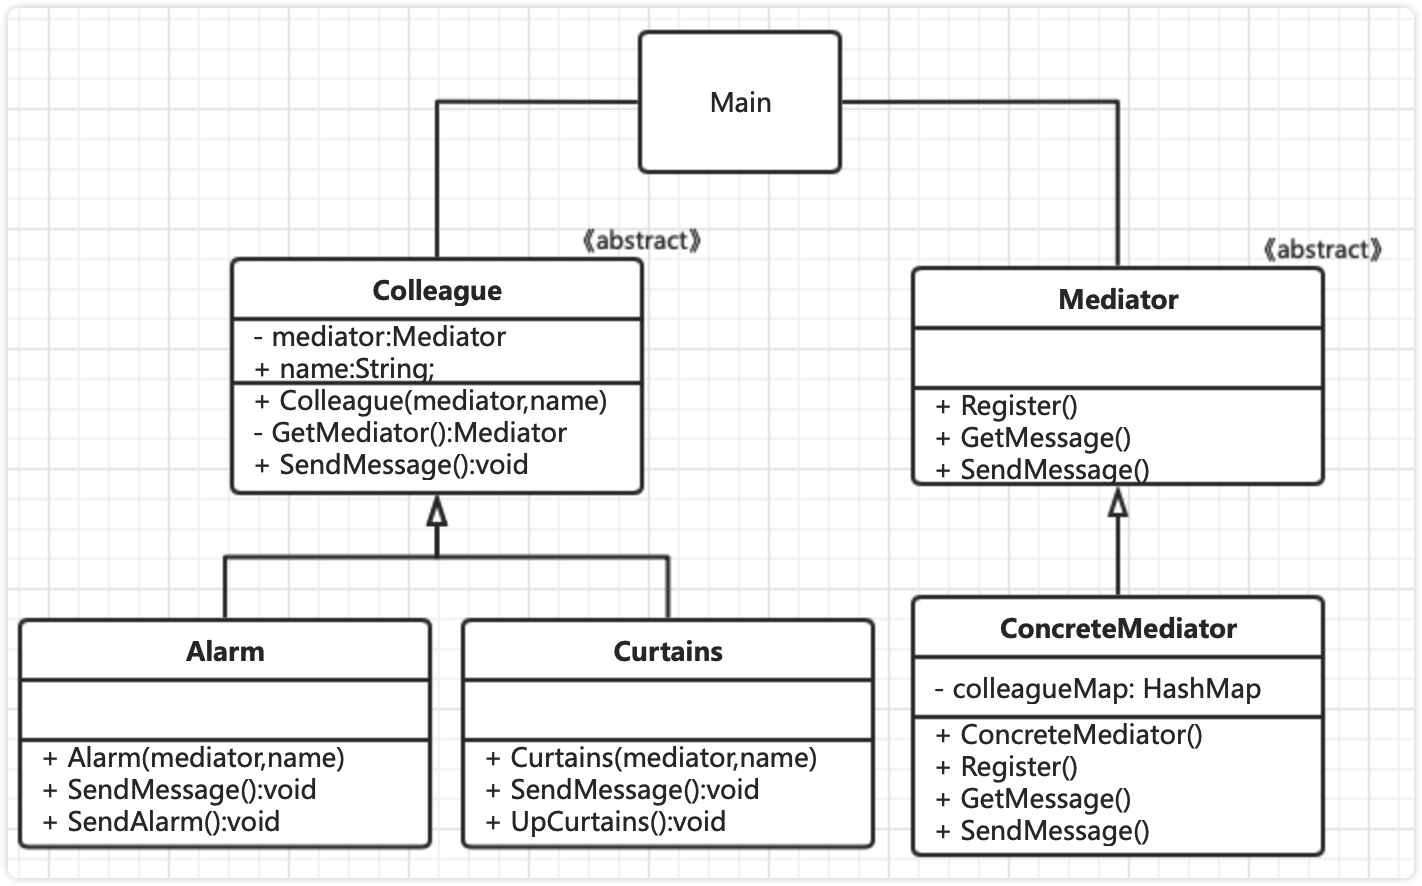 Main
《abstract》
Colleague
- mediator:Mediator
+ name:String;
+ Colleague(mediator,name)
- GetMediator():Mediator
+ SendMessage():void
《abstract》
Mediator
+ Register()
+ GetMessage()
+ SendMessage()
Alarm
+ Alarm(mediator,name)
+ SendMessage():void
+ SendAlarm():void
Curtains
+ Curtains(mediator,name)
+ SendMessage():void
+ UpCurtains():void
ConcreteMediator
- colleagueMap: HashMap
+ ConcreteMediator()
+ Register()
+ GetMessage()
+ SendMessage()